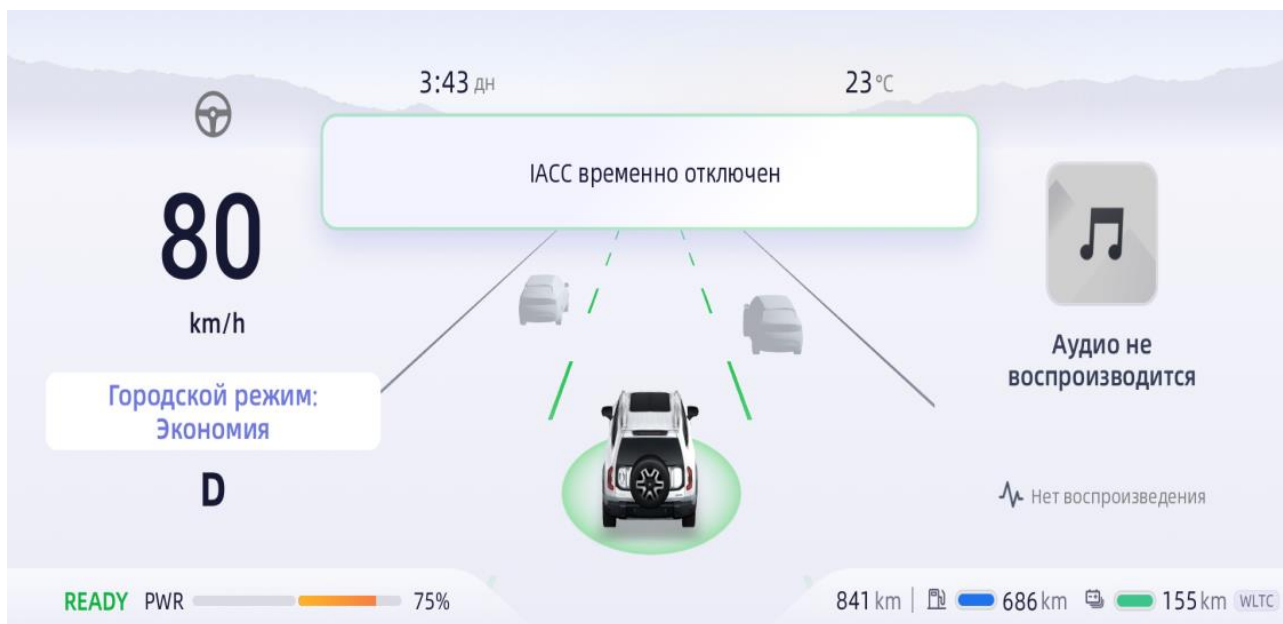 3:43 дн
23 °C
IACC временно отключен
80
km/h
Городской режим:
Экономия
D
Аудио не
воспроизводится
Нет воспроизведения
READY PWR 75%
841 km | 686 km 155 km WLTC